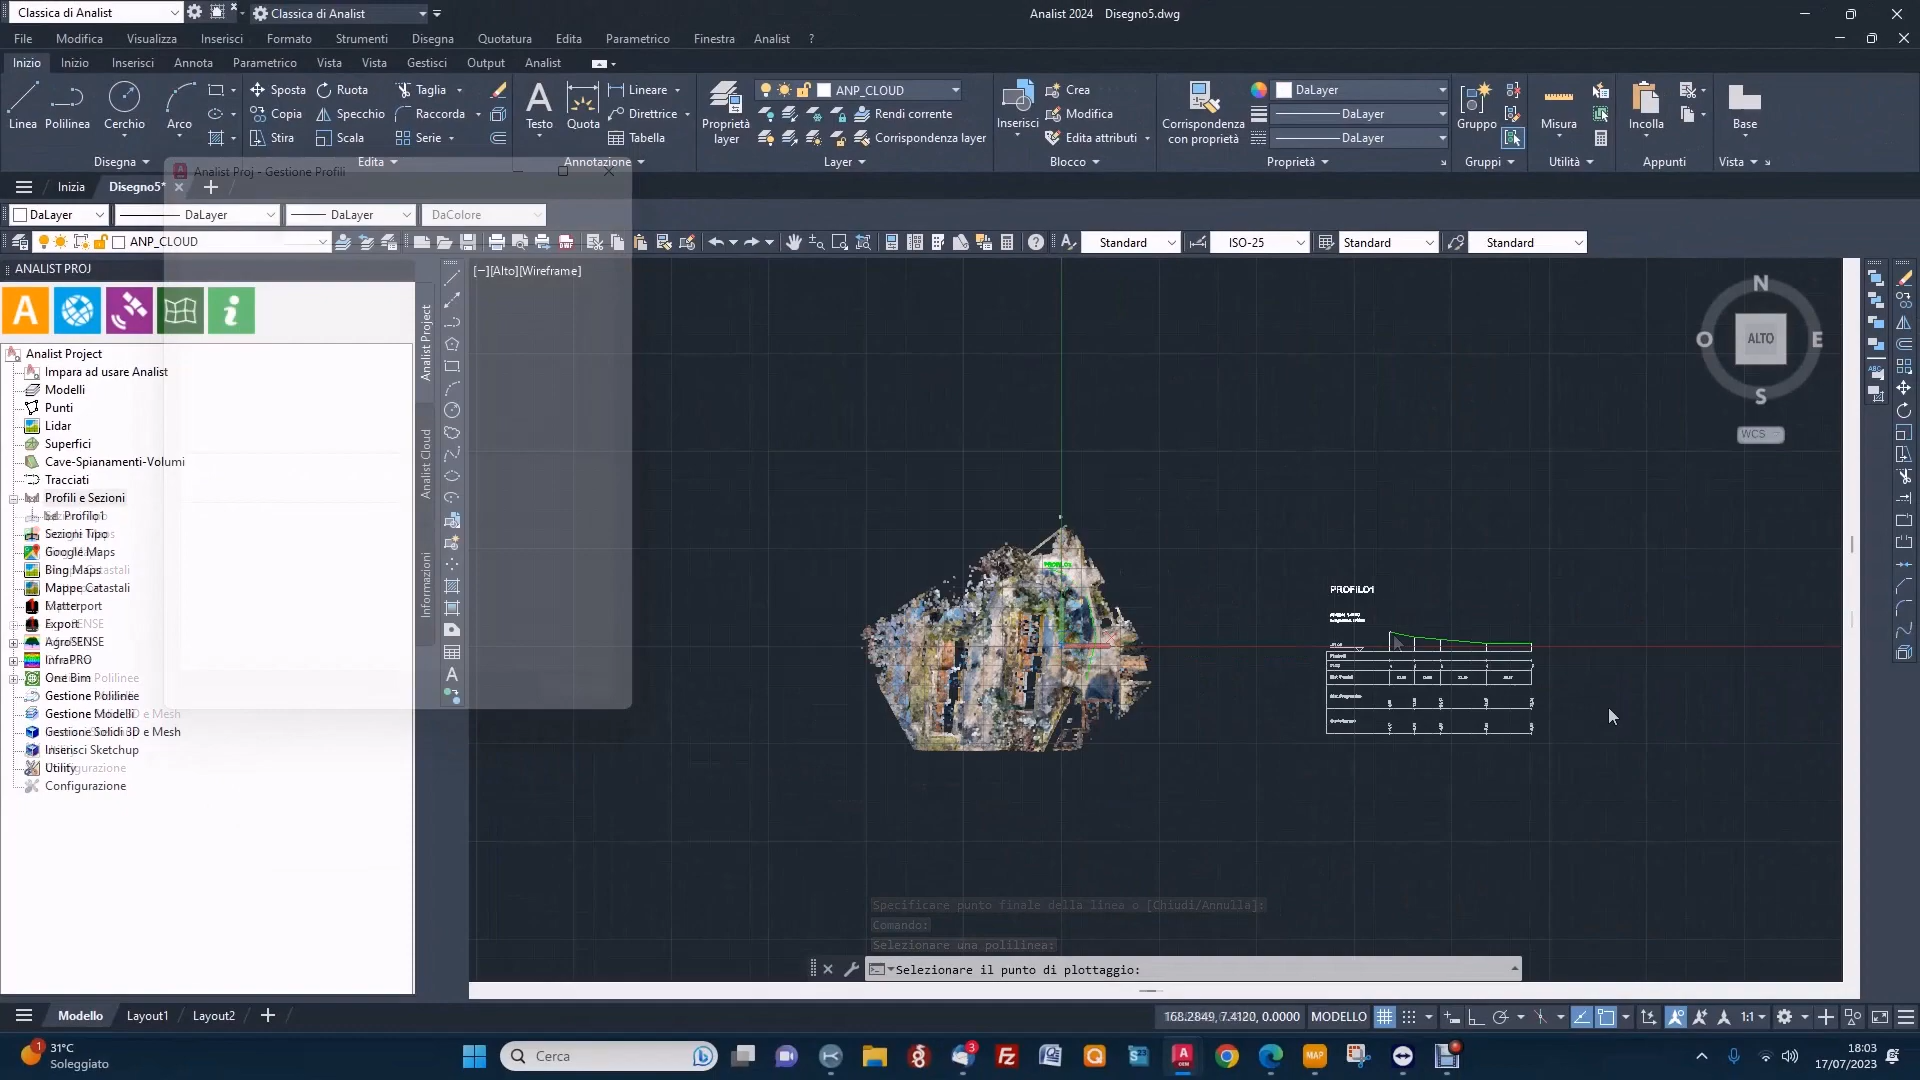 Classica di Analist
Classica di Analist
Analist 2024 Disegno5.dwg
File Modifica Visualizza Inserisci Formato Strumenti Disegna Quotatura Edita Parametrico Finestra Analist ?
Inizio Inizio Inserisci Annota Parametrico Vista Vista Gestisci Output Analist
Linea Polilinea Cerchio Arco
Sposta Ruota Taglia
Copia Specchio Raccorda
Stira Scala Serie
Testo Quota
Lineare
Direttrice
Tabella
Proprietà layer
ANP_CLOUD
Rendi corrente
Corrispondenza layer
Inserisci
Crea
Modifica
Edita attributi
Corrispondenza con proprietà
DaLayer
DaLayer
DaLayer
Gruppo
Misura
Incolla
Base
Disegna Edita Annotazione Layer Blocco Proprietà Gruppi Utilità Appunti Vista
Analist Proj - Gestione Profili
Inizia Disegno5*
DaLayer DaLayer DaLayer DaColore
ANP_CLOUD
Standard ISO-25 Standard Standard
ANALIST PROJ
[−][Alto][Wireframe]
Analist Project
Analist Cloud
Informazioni
Analist Project
Impara ad usare Analist
Modelli
Punti
Lidar
Superfici
Cave-Spianamenti-Volumi
Tracciati
Profili e Sezioni
Profilo1
Sezioni Tipo
Google Maps
Bing Maps
Mappe Catastali
Matterport
Export
AgroSENSE
InfraPRO
One Bim
Gestione Polilinee
Gestione Modelli
Gestione Solidi 3D e Mesh
Inserisci Sketchup
Utility
Configurazione
N
O ALTO E
S
WCS
PROFILO1
PROFILO1
Specificare punto finale della linea o [Chiudi/Annulla]:
Comando:
Selezionare una polilinea:
Selezionare il punto di plottaggio:
Modello Layout1 Layout2
168.2849, 7.4120, 0.0000 MODELLO 1:1
1
31°C
Soleggiato
Cerca
3
18:03
17/07/2023